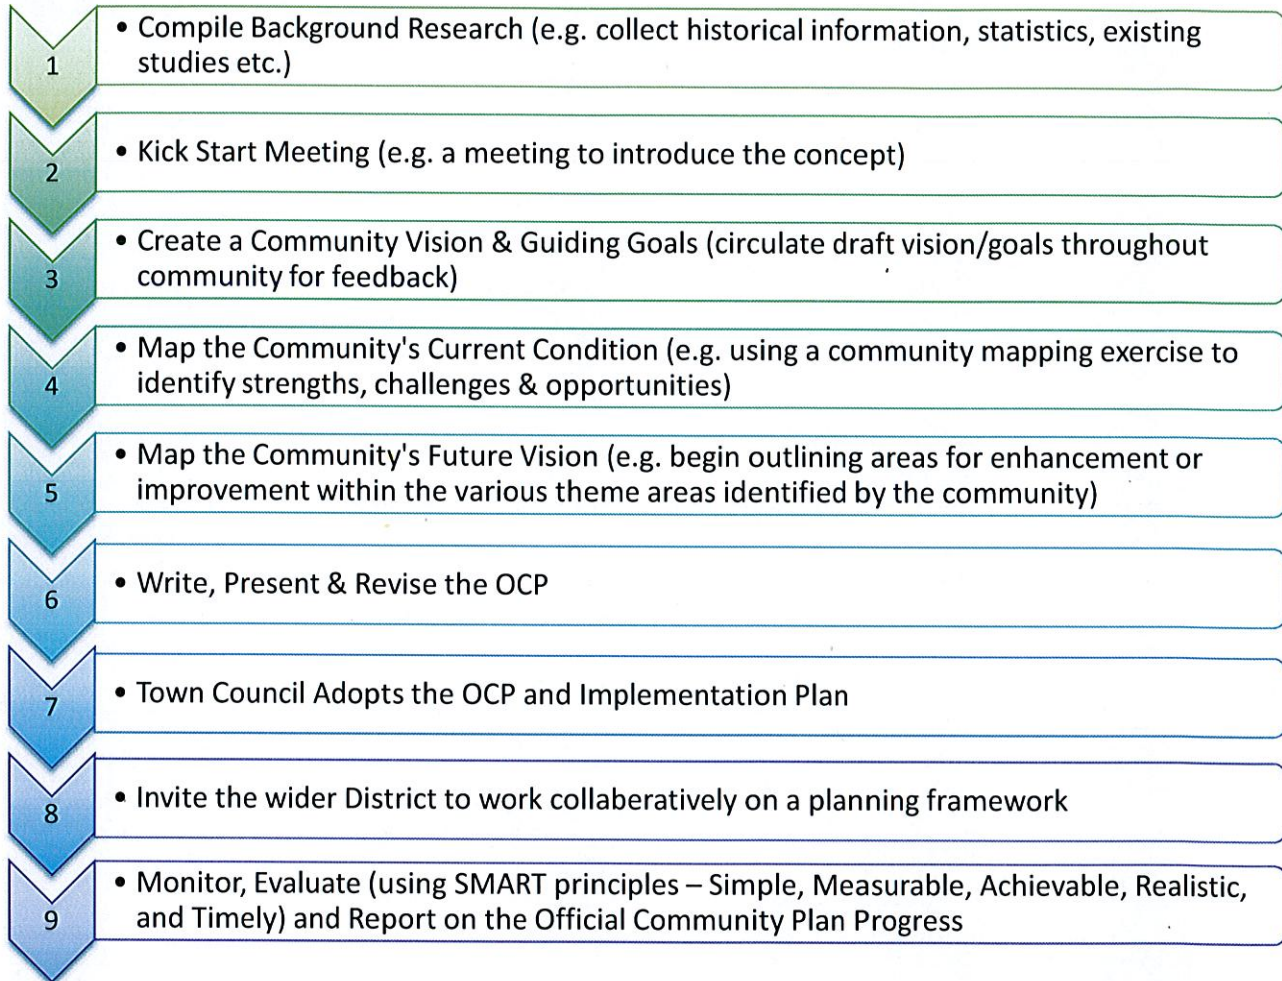 1
• Compile Background Research (e.g. collect historical information, statistics, existing
studies etc.)
2
• Kick Start Meeting (e.g. a meeting to introduce the concept)
3
• Create a Community Vision & Guiding Goals (circulate draft vision/goals throughout
community for feedback)
4
• Map the Community's Current Condition (e.g. using a community mapping exercise to
identify strengths, challenges & opportunities)
5
• Map the Community's Future Vision (e.g. begin outlining areas for enhancement or
improvement within the various theme areas identified by the community)
6
• Write, Present & Revise the OCP
7
• Town Council Adopts the OCP and Implementation Plan
8
• Invite the wider District to work collaberatively on a planning framework
9
• Monitor, Evaluate (using SMART principles – Simple, Measurable, Achievable, Realistic,
and Timely) and Report on the Official Community Plan Progress